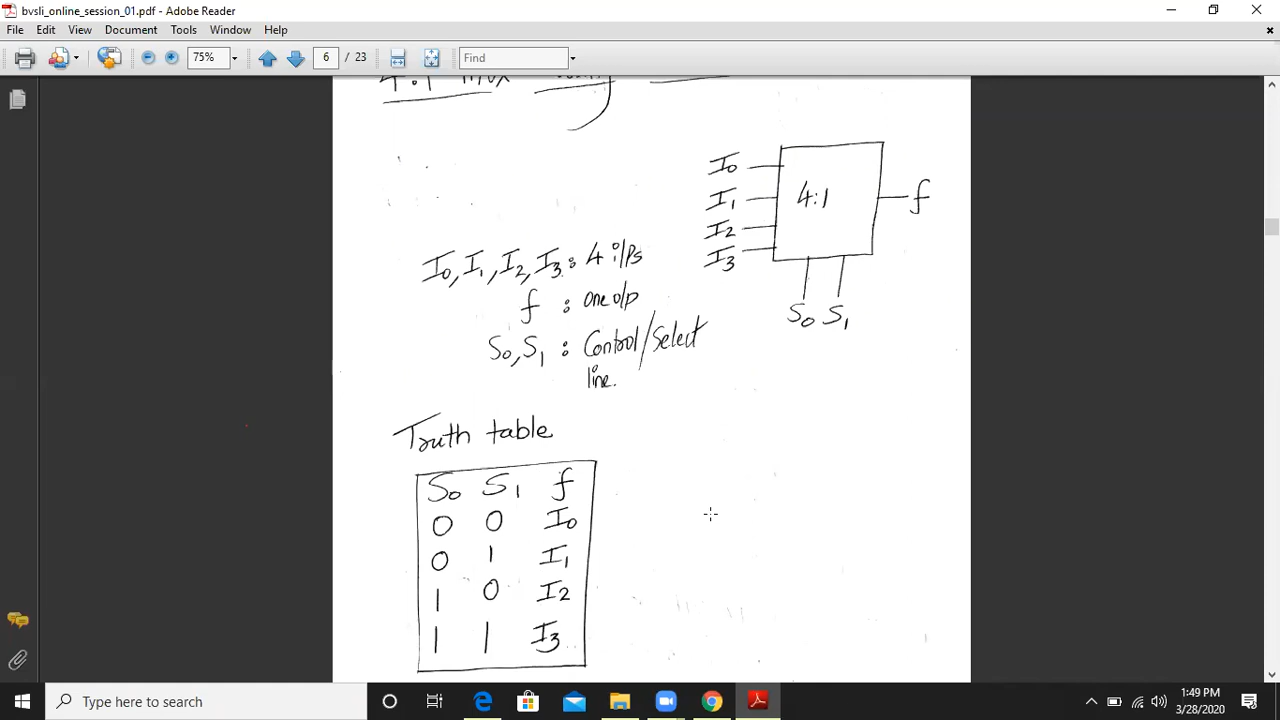 bvsli_online_session_01.pdf - Adobe Reader
File Edit View Document Tools Window Help
75% 6 / 23 Find
4:1 mux
I0
I1
I2
I3
4:1
f
S0 S1
I0, I1, I2, I3 : 4 i/Ps
f : one o/p
S0, S1 : Control/Select
line.
Truth table
S0 S1 f
0 0 I0
0 1 I1
1 0 I2
1 1 I3
Type here to search
1:49 PM
3/28/2020